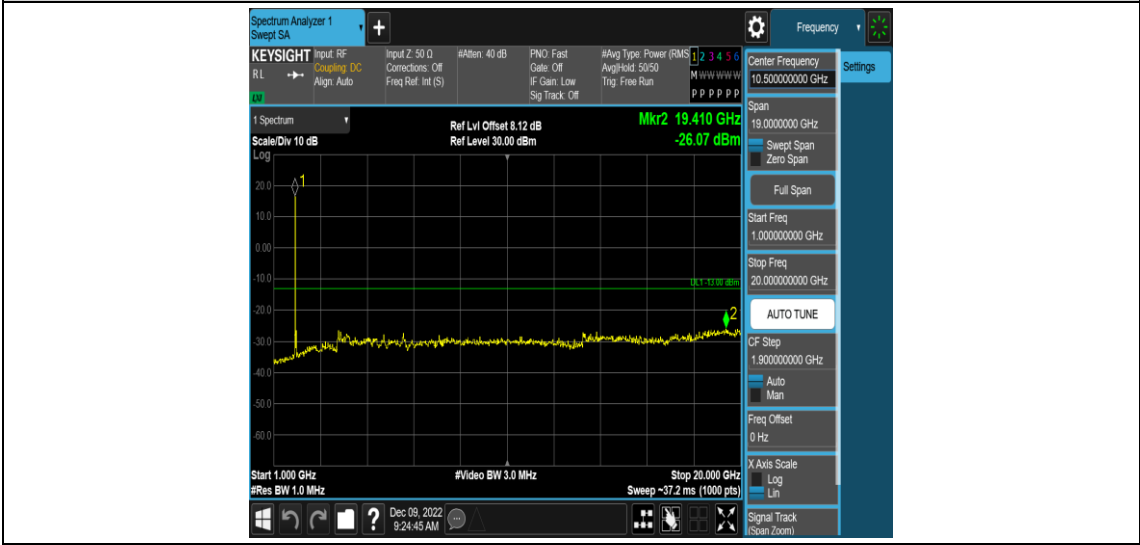 Spectrum Analyzer 1
Swept SA
+
Frequency
KEYSIGHT
RL
LM
Input: RF
Coupling: DC
Align: Auto
Input Z: 50 Ω
Corrections: Off
Freq Ref: Int (S)
#Atten: 40 dB
PNO: Fast
Gate: Off
IF Gain: Low
Sig Track: Off
#Avg Type: Power (RMS
Avg|Hold: 50/50
Trig: Free Run
1 2 3 4 5 6
M W W W W W
P P P P P P
1 Spectrum
Scale/Div 10 dB
Log
Ref Lvl Offset 8.12 dB
Ref Level 30.00 dBm
Mkr2 19.410 GHz
-26.07 dBm
20.0
10.0
0.00
-10.0
-20.0
-30.0
-40.0
-50.0
-60.0
1
DL1 -13.00 dBm
2
Start 1.000 GHz
#Res BW 1.0 MHz
#Video BW 3.0 MHz
Stop 20.000 GHz
Sweep ~37.2 ms (1000 pts)
?
Dec 09, 2022
9:24:45 AM
Center Frequency
10.500000000 GHz
Settings
Span
19.0000000 GHz
Swept Span
Zero Span
Full Span
Start Freq
1.000000000 GHz
Stop Freq
20.000000000 GHz
AUTO TUNE
CF Step
1.900000000 GHz
Auto
Man
Freq Offset
0 Hz
X Axis Scale
Log
Lin
Signal Track
(Span Zoom)